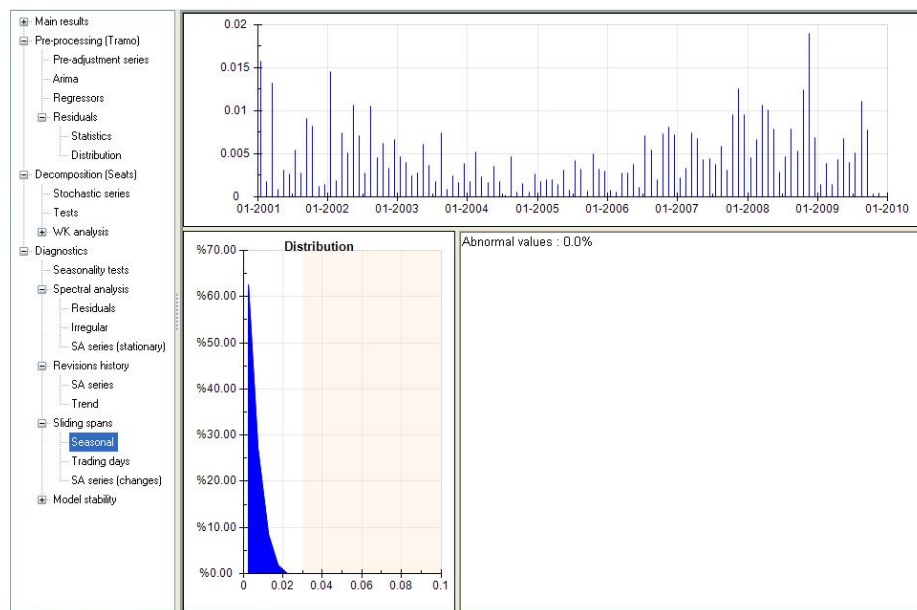 Main results
Pre-processing (Tramo)
Pre-adjustment series
Arima
Regressors
Residuals
Statistics
Distribution
Decomposition (Seats)
Stochastic series
Tests
WK analysis
Diagnostics
Seasonality tests
Spectral analysis
Residuals
Irregular
SA series (stationary)
Revisions history
SA series
Trend
Sliding spans
Seasonal
Trading days
SA series (changes)
Model stability
0.02
0.015
0.01
0.005
0
01-2001 01-2002 01-2003 01-2004 01-2005 01-2006 01-2007 01-2008 01-2009 01-2010
Distribution
%70.00
%60.00
%50.00
%40.00
%30.00
%20.00
%10.00
%0.00
0 0.02 0.04 0.06 0.08 0.1
Abnormal values : 0.0%